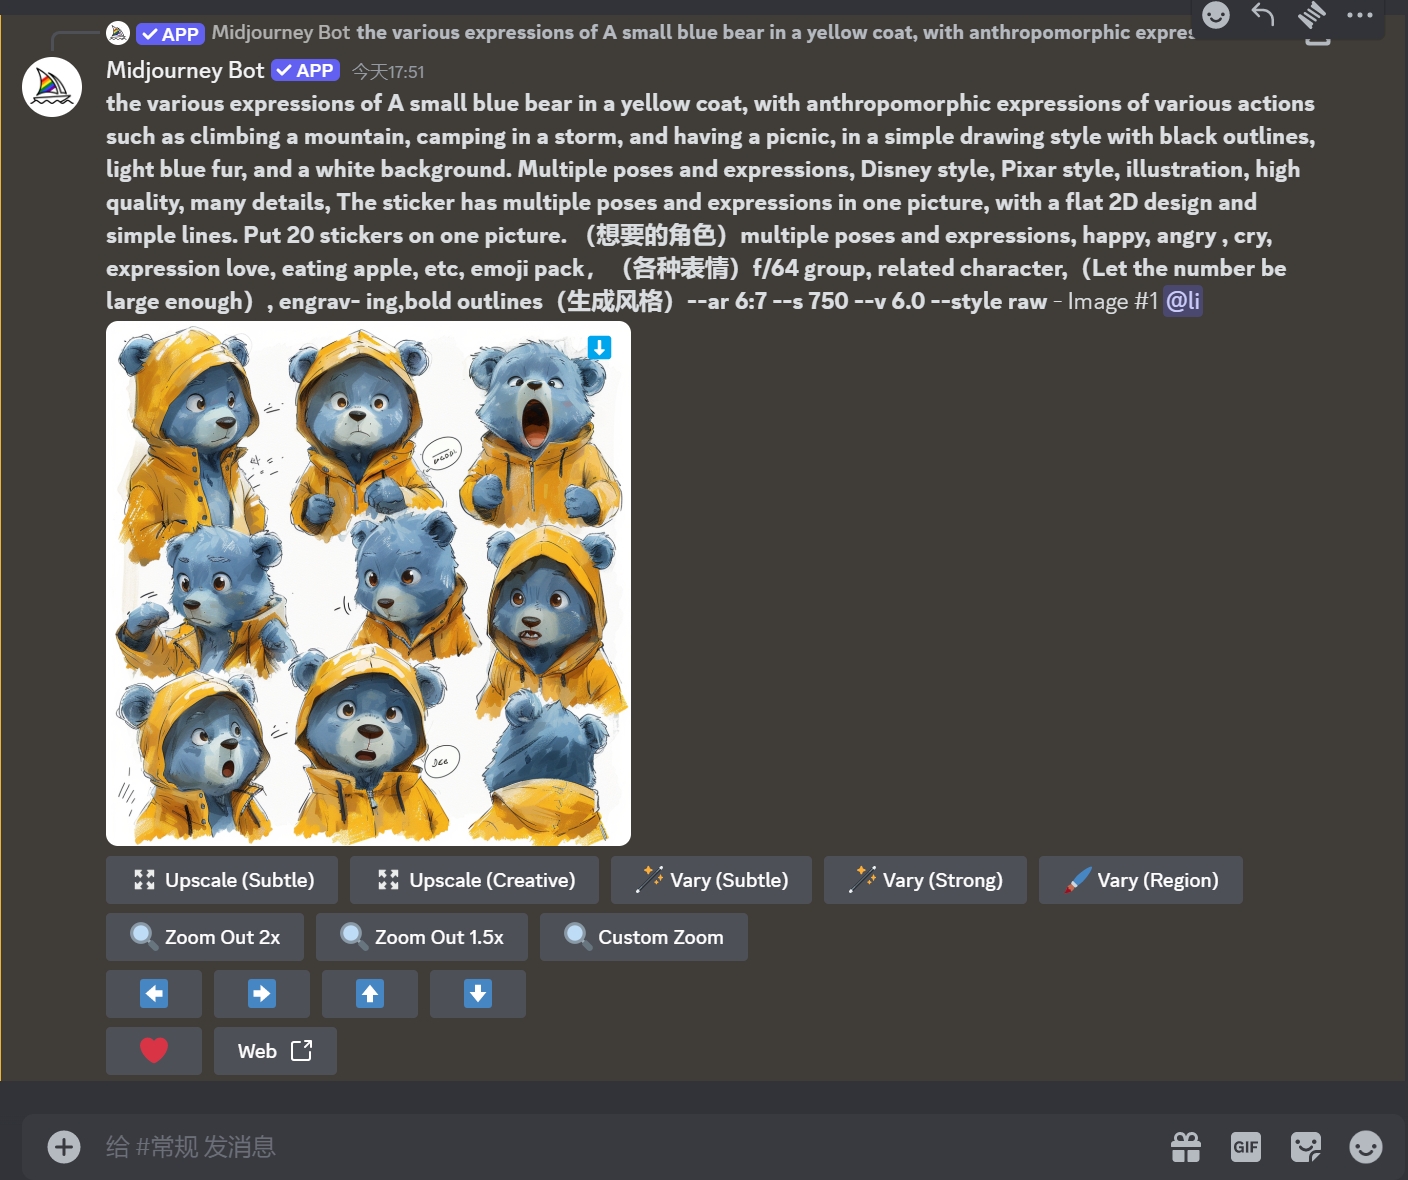 APP Midjourney Bot the various expressions of A small blue bear in a yellow coat, with anthropomorphic expres
Midjourney Bot APP 今天17:51
the various expressions of A small blue bear in a yellow coat, with anthropomorphic expressions of various actions
such as climbing a mountain, camping in a storm, and having a picnic, in a simple drawing style with black outlines,
light blue fur, and a white background. Multiple poses and expressions, Disney style, Pixar style, illustration, high
quality, many details, The sticker has multiple poses and expressions in one picture, with a flat 2D design and
simple lines. Put 20 stickers on one picture. （想要的角色）multiple poses and expressions, happy, angry , cry,
expression love, eating apple, etc, emoji pack， （各种表情）f/64 group, related character,（Let the number be
large enough）, engrav- ing,bold outlines（生成风格）--ar 6:7 --s 750 --v 6.0 --style raw - Image #1 @li
Upscale (Subtle) Upscale (Creative) Vary (Subtle) Vary (Strong) Vary (Region)
Zoom Out 2x Zoom Out 1.5x Custom Zoom
Web
给 #常规 发消息
GIF